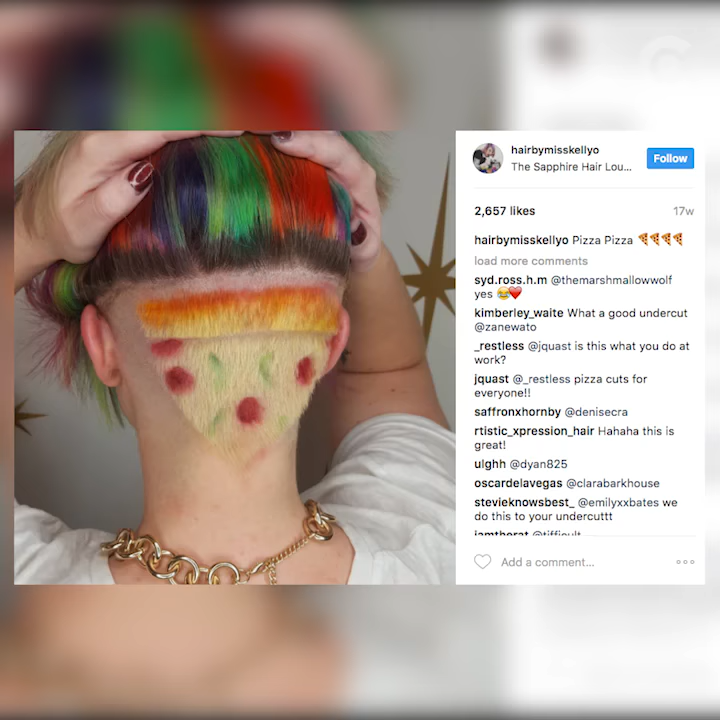 hairbymisskellyo
The Sapphire Hair Lou...
Follow
2,657 likes
17w
hairbymisskellyo Pizza Pizza 🍕🍕🍕🍕
load more comments
syd.ross.h.m @themarshmallowwolf
yes 😂❤️
kimberley_waite What a good undercut
@zanewato
_restless @jquast is this what you do at
work?
jquast @_restless pizza cuts for
everyone!!
saffronxhornby @denisecra
rtistic_xpression_hair Hahaha this is
great!
ulghh @dyan825
oscardelavegas @clarabarkhouse
stevieknowsbest_ @emilyxxbates we
do this to your undercuttt
Add a comment...